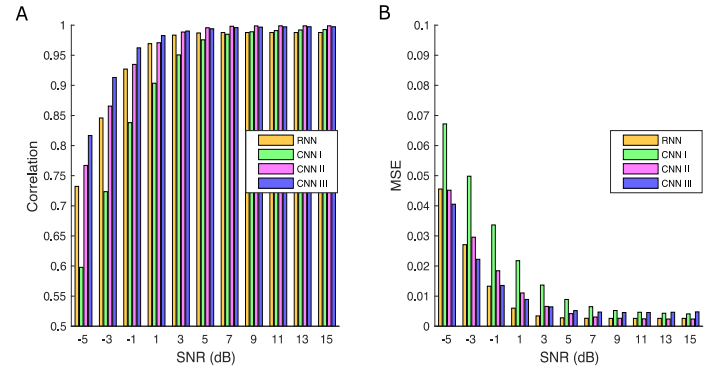 A
1
0.95
0.9
0.85
0.8
0.75
0.7
0.65
0.6
0.55
0.5
Correlation
RNN
CNN I
CNN II
CNN III
-5 -3 -1 1 3 5 7 9 11 13 15
SNR (dB)
B
0.1
0.09
0.08
0.07
0.06
0.05
0.04
0.03
0.02
0.01
0
MSE
RNN
CNN I
CNN II
CNN III
-5 -3 -1 1 3 5 7 9 11 13 15
SNR (dB)